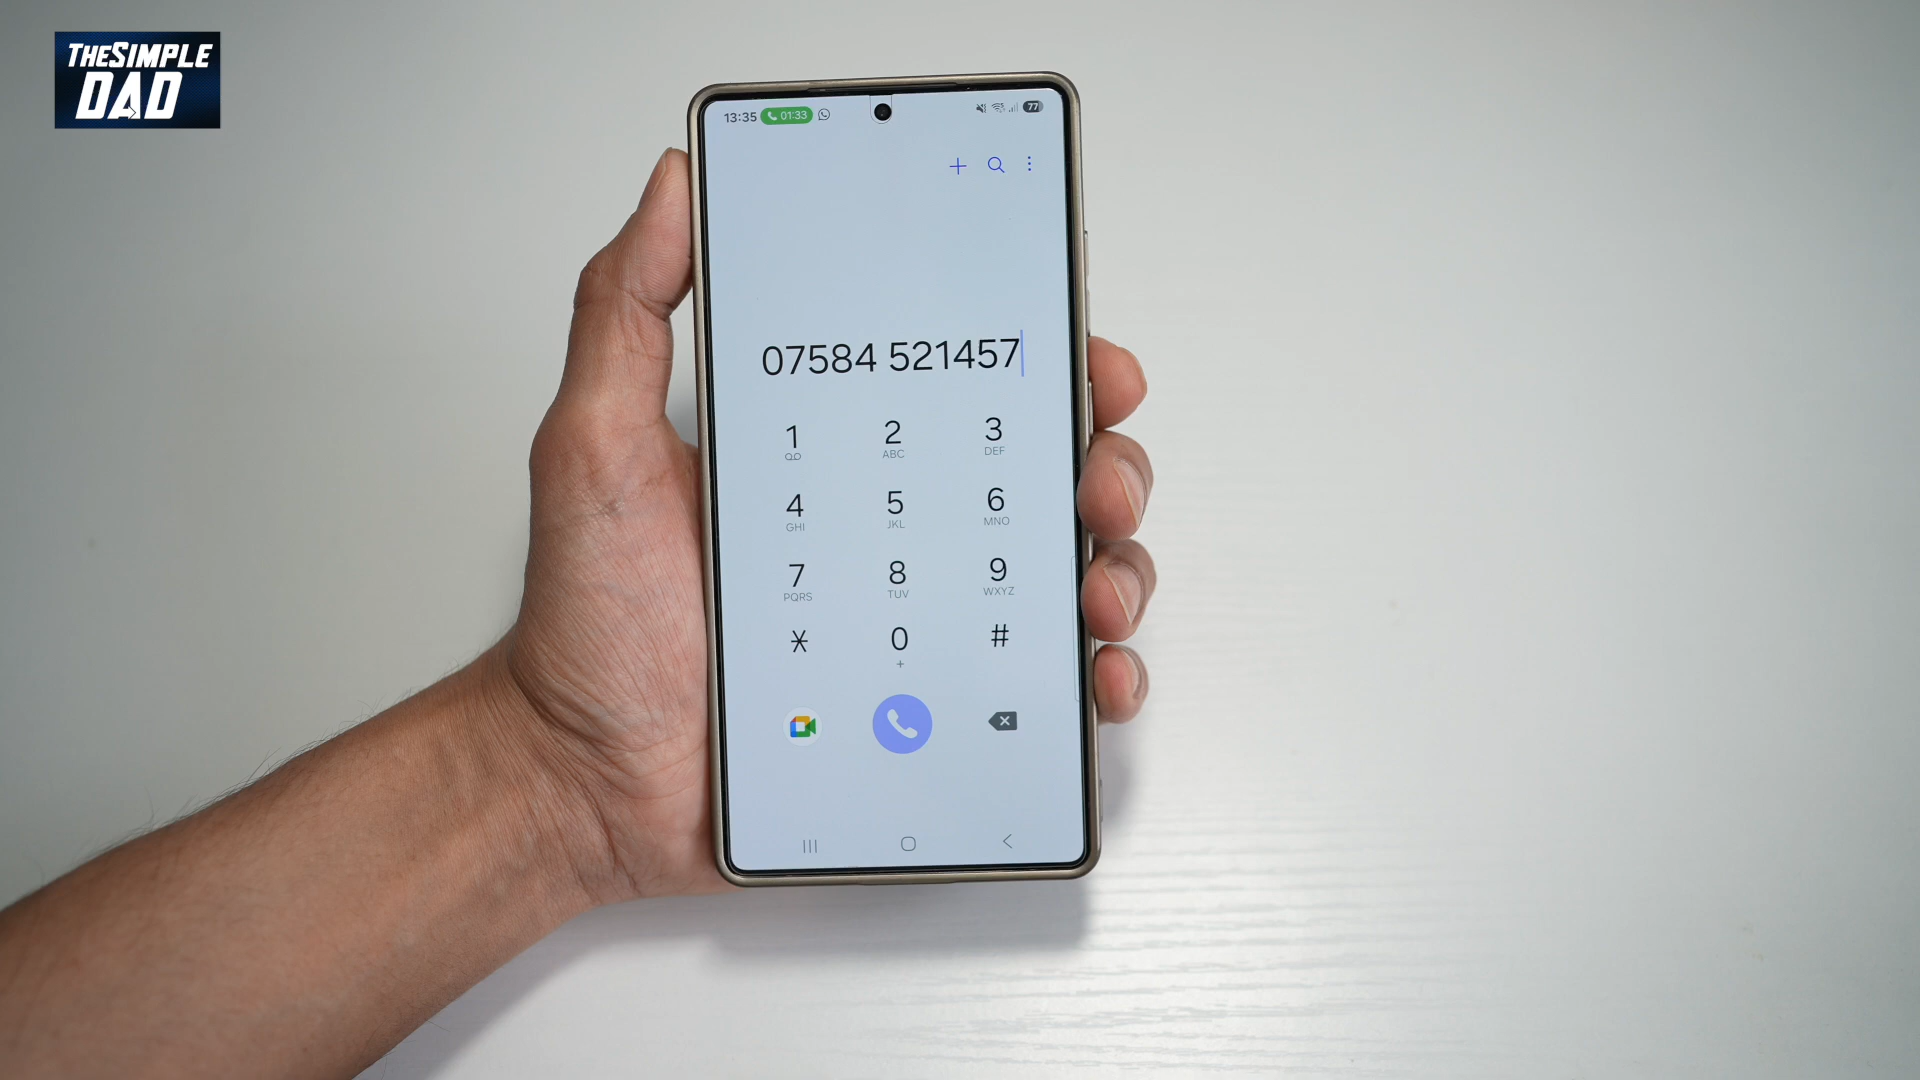 THESIMPLE
DAD
13:35 01:33 77
07584 521457
1 2 3
ABC DEF
4 5 6
GHI JKL MNO
7 8 9
PQRS TUV WXYZ
* 0 #
+